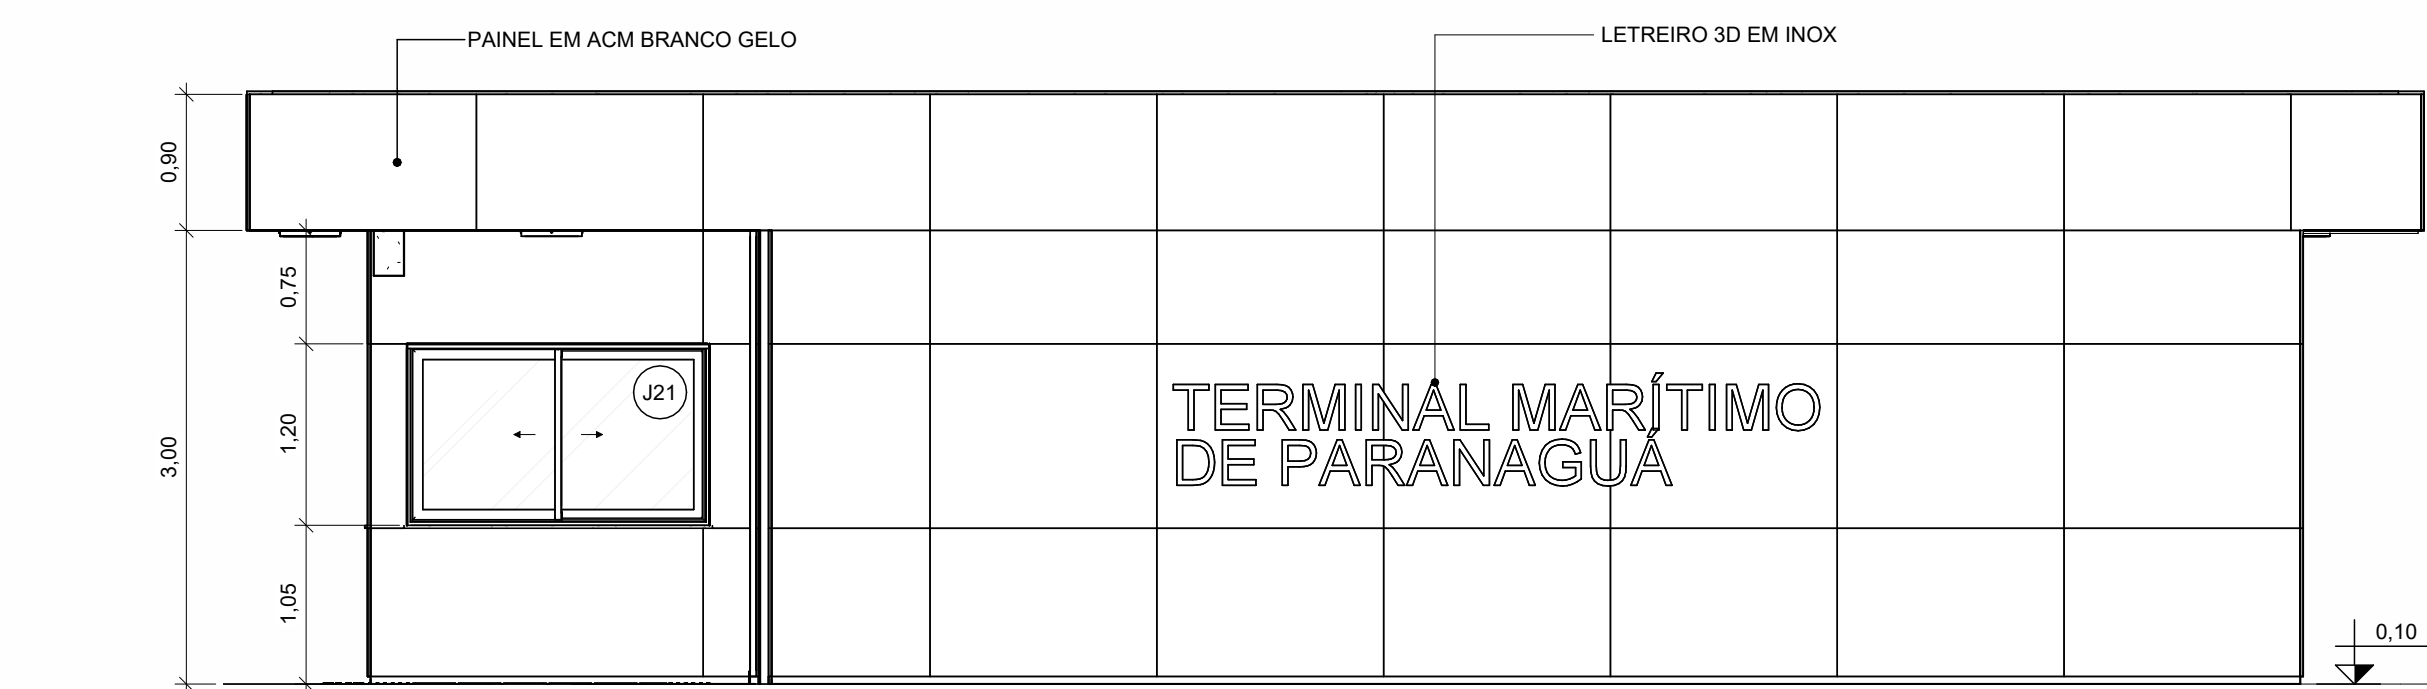 PAINEL EM ACM BRANCO GELO
LETREIRO 3D EM INOX
0,90
0,75
3,00
1,20
J21
TERMINAL MARÍTIMO
DE PARANAGUÁ
1,05
0,10